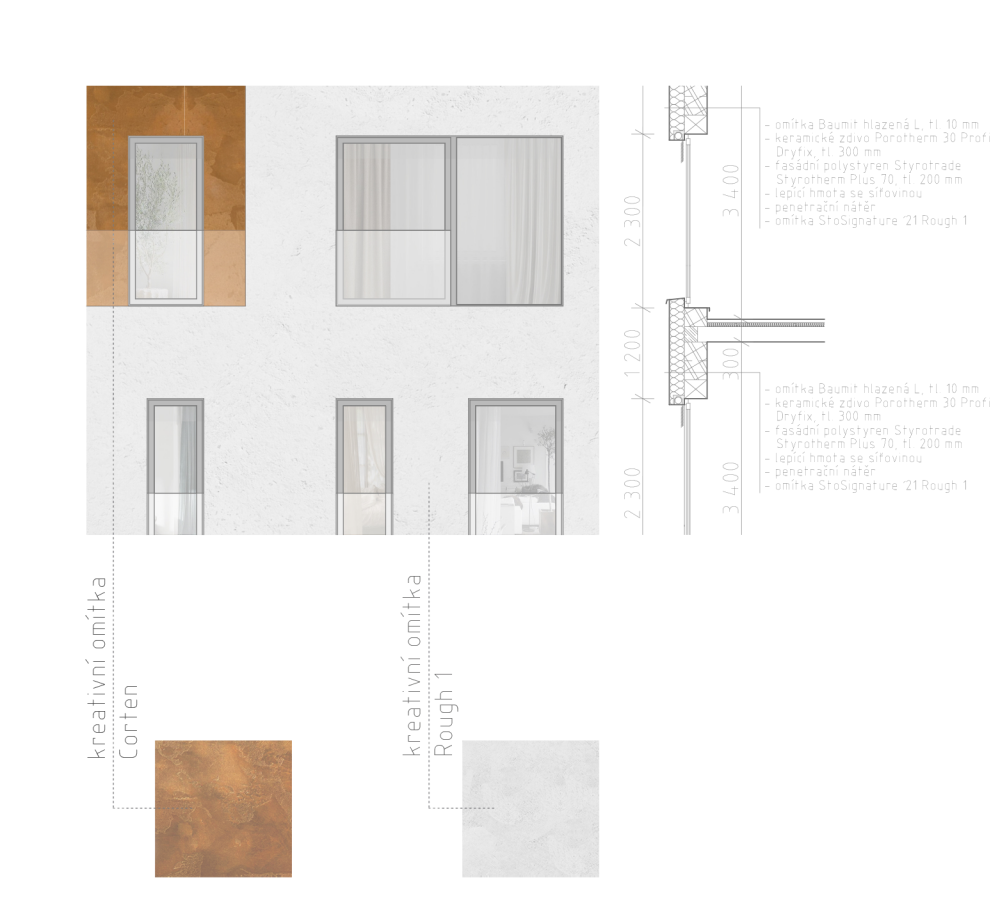 - omítka Baumit hlazená L, tl. 10 mm
- keramické zdivo Porotherm 30 Profi
Dryfix, tl. 300 mm
- fasádní polystyren Styrotrade
Styrotherm Plus 70, tl. 200 mm
- lepící hmota se síťovinou
- penetrační nátěr
- omítka StoSignature '21 Rough 1
2 300
3 400
1 200
300
- omítka Baumit hlazená L, tl. 10 mm
- keramické zdivo Porotherm 30 Profi
Dryfix, tl. 300 mm
- fasádní polystyren Styrotrade
Styrotherm Plus 70, tl. 200 mm
- lepící hmota se síťovinou
- penetrační nátěr
- omítka StoSignature '21 Rough 1
2 300
3 400
kreativní omítka
Corten
kreativní omítka
Rough 1